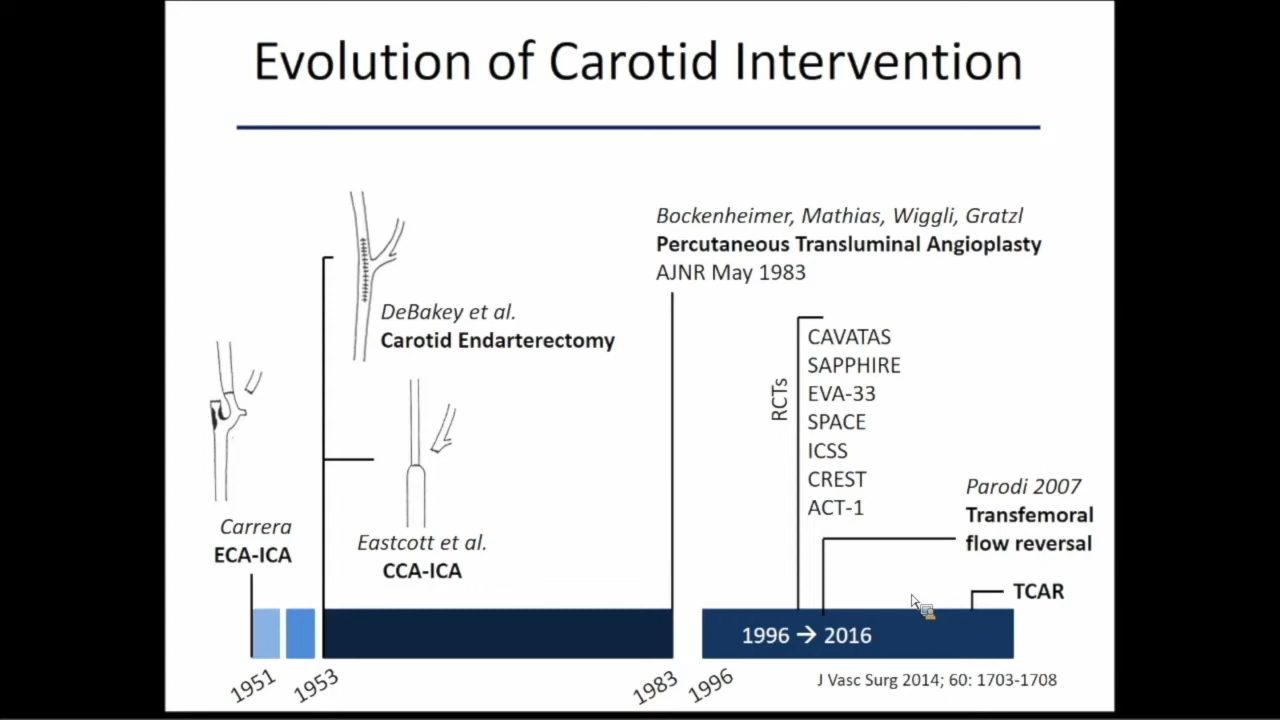 Evolution of Carotid Intervention
Bockenheimer, Mathias, Wiggli, Gratzl
Percutaneous Transluminal Angioplasty
AJNR May 1983
DeBakey et al.
Carotid Endarterectomy
RCTs
CAVATAS
SAPPHIRE
EVA-33
SPACE
ICSS
CREST
ACT-1
Parodi 2007
Transfemoral
flow reversal
Carrera
ECA-ICA
Eastcott et al.
CCA-ICA
TCAR
1996 → 2016
1951
1953
1983
1996
J Vasc Surg 2014; 60: 1703-1708